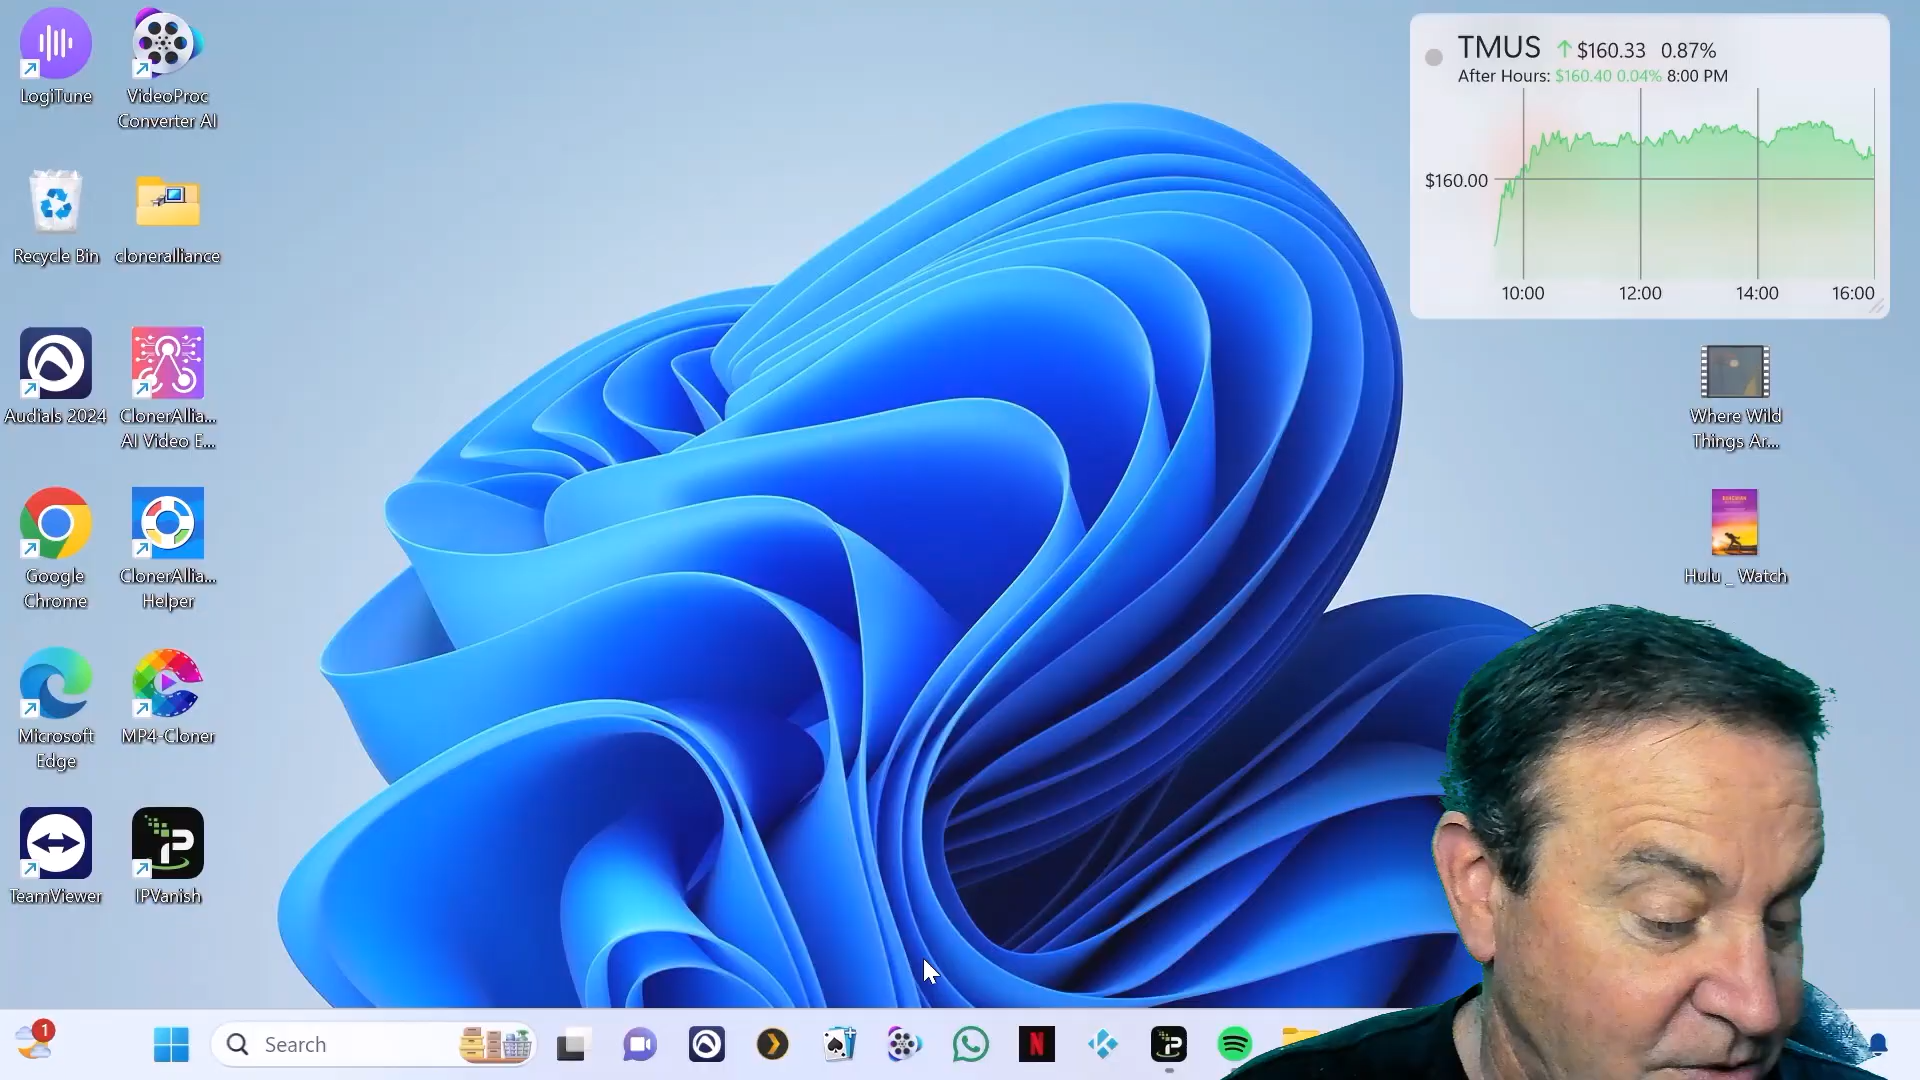 LogiTune
VideoProc
Converter AI
TMUS $160.33 0.87%
After Hours: $160.40 0.04% 8:00 PM
$160.00
10:00 12:00 14:00 16:00
Recycle Bin
cloneralliance
Audials 2024
ClonerAllia...
AI Video E...
Where Wild
Things Ar...
Google
Chrome
ClonerAllia...
Helper
Hulu _ Watch
Microsoft
Edge
MP4-Cloner
TeamViewer
IPVanish
1
Search
N